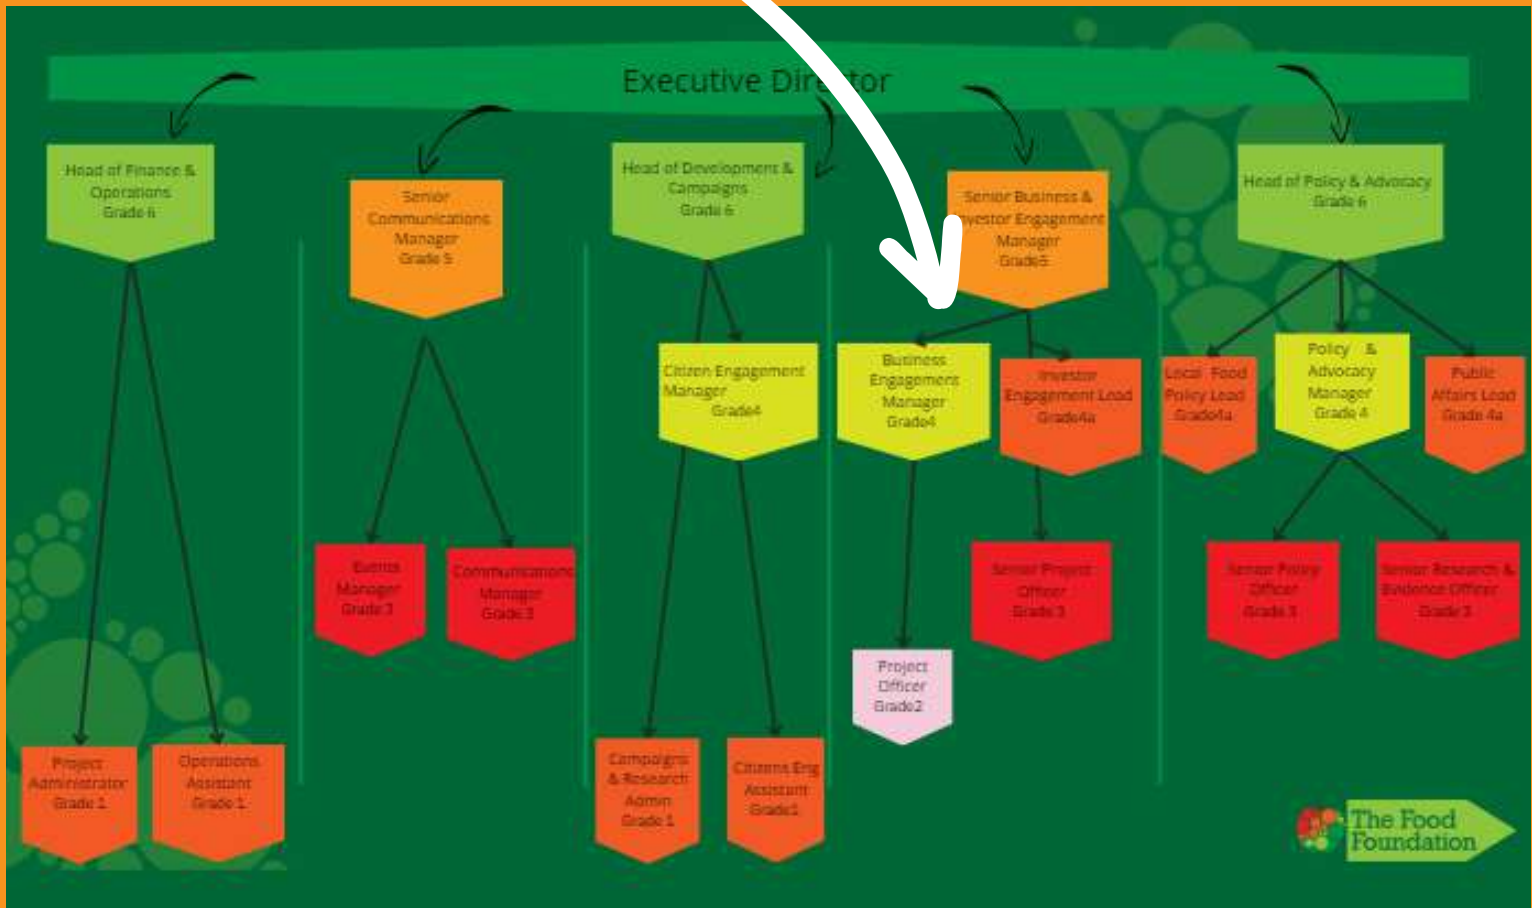 Executive Director
Head of Finance &
Operations
Grade 6
Senior
Communications
Manager
Grade 5
Head of Development &
Campaigns
Grade 6
Senior Business &
Investor Engagement
Manager
Grade5
Head of Policy & Advocacy
Grade 6
Citizen Engagement
Manager
Grade4
Business
Engagement
Manager
Grade4
Investor
Engagement Lead
Grade4a
Local Food
Policy Lead
Grade4a
Policy &
Advocacy
Manager
Grade 4
Public
Affairs Lead
Grade 4a
Events
Manager
Grade 3
Communications
Manager
Grade 3
Senior Project
Officer
Grade 3
Senior Policy
Officer
Grade 3
Senior Research &
Evidence Officer
Grade 3
Project
Officer
Grade2
Project
Administrator
Grade 1
Operations
Assistant
Grade 1
Campaigns
& Research
Admin
Grade 1
Citizens Eng
Assistant
Grade1
The Food
Foundation